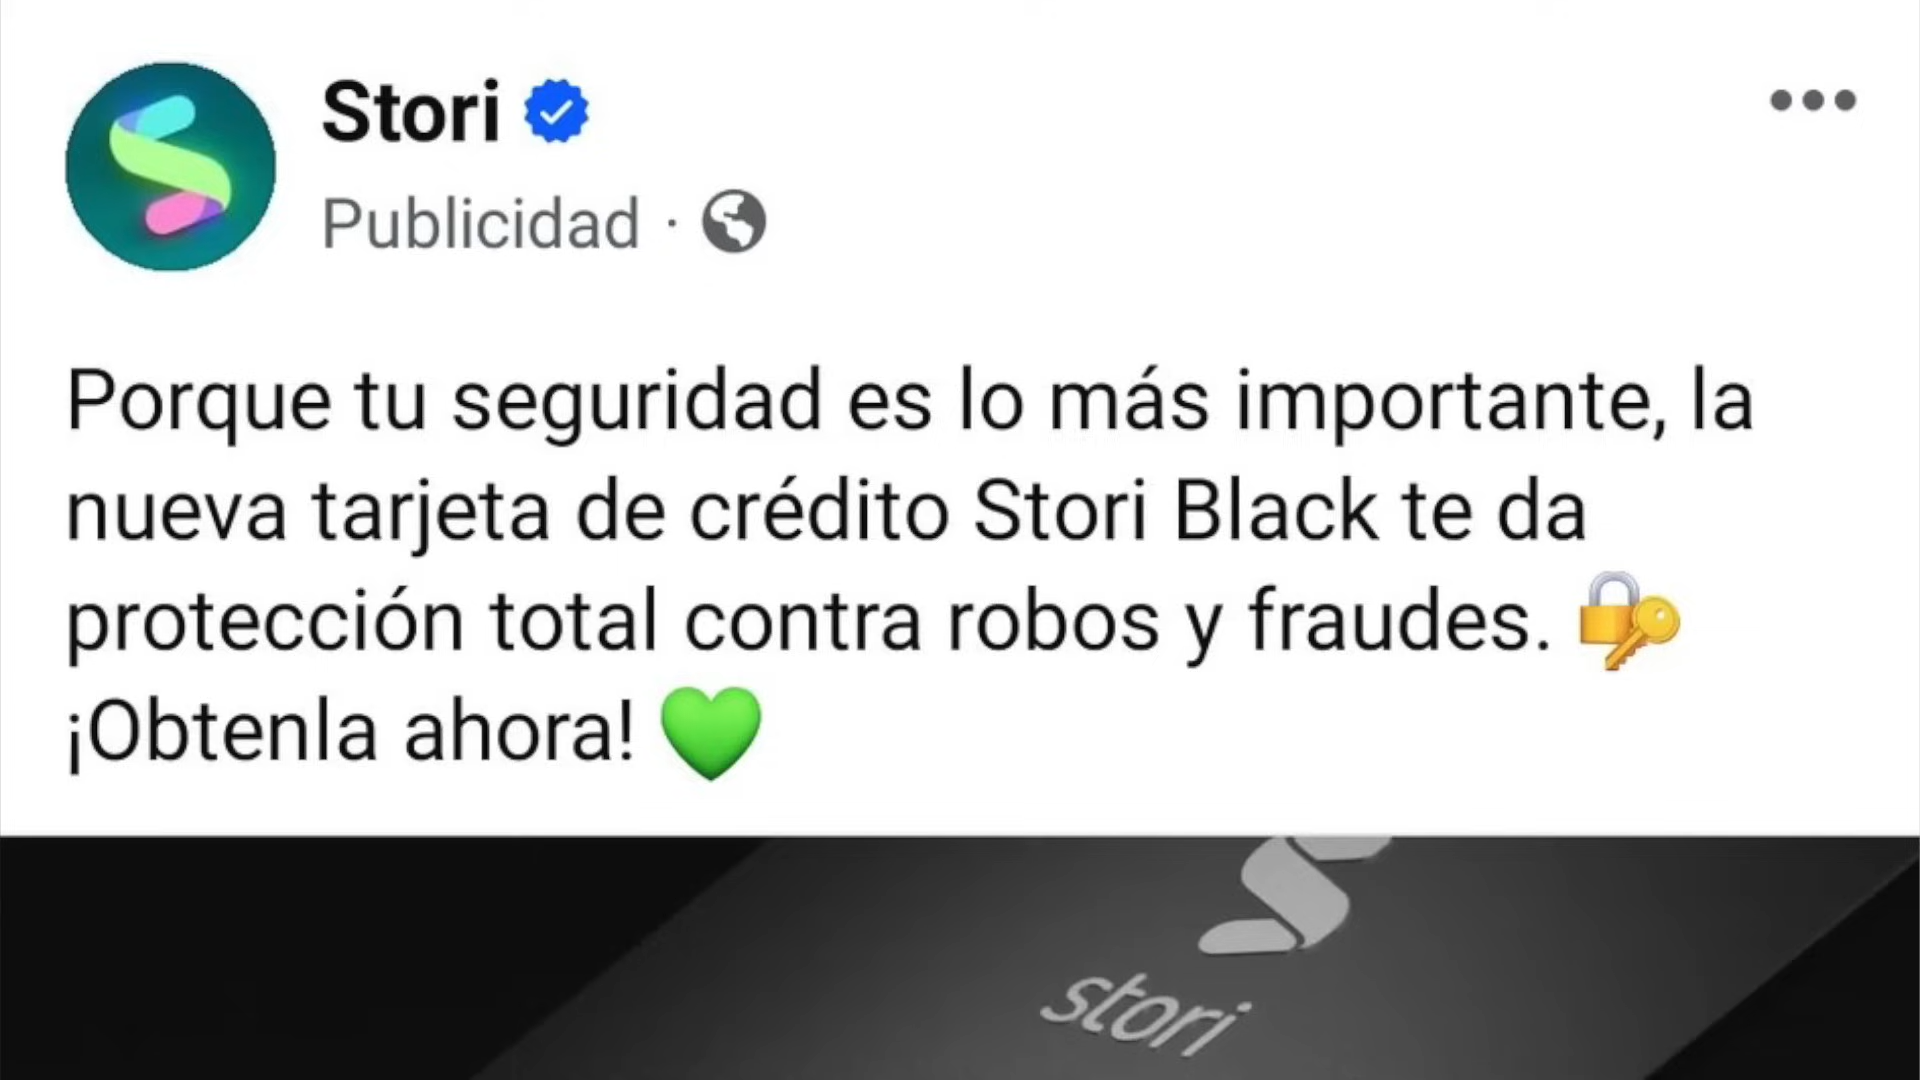 Stori
Publicidad ·
Porque tu seguridad es lo más importante, la
nueva tarjeta de crédito Stori Black te da
protección total contra robos y fraudes. 🔐
¡Obtenla ahora! 💚
stori